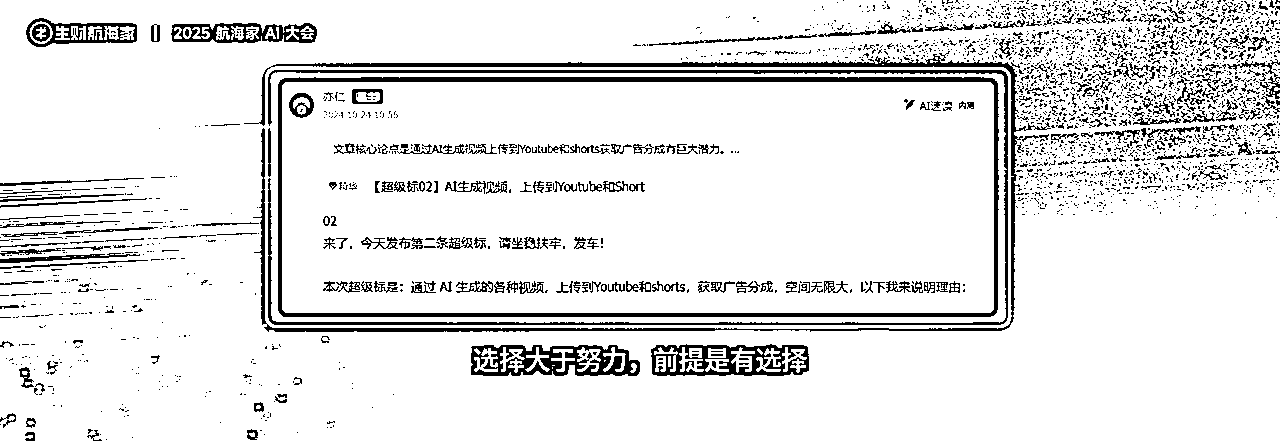 生财航海家 | 2025 航海家 AI 大会
亦仁
2024-10-24 10:56
AI速读 内测
文章核心论点是通过AI生成视频上传到Youtube和shorts获取广告分成有巨大潜力。...
精华 【超级标02】AI生成视频，上传到Youtube和Short
02
来了，今天发布第二条超级标，请坐稳扶牢，发车！
本次超级标是：通过 AI 生成的各种视频，上传到Youtube和shorts，获取广告分成，空间无限大，以下我来说明理由：
选择大于努力，前提是有选择